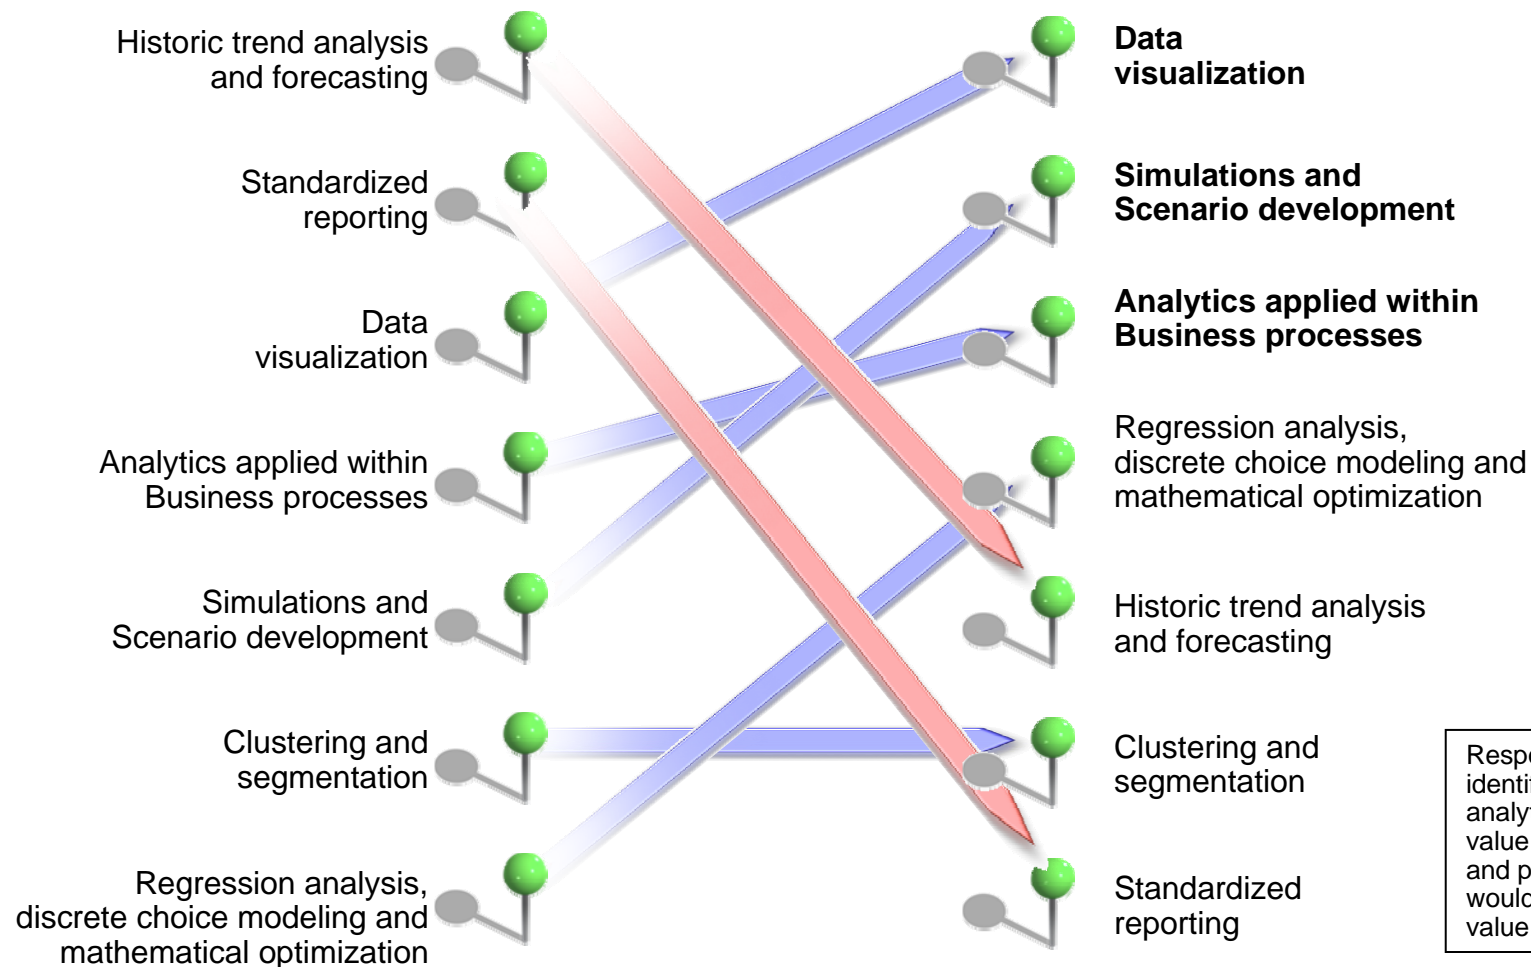 Historic trend analysis
and forecasting
Standardized
reporting
Data
visualization
Analytics applied within
Business processes
Simulations and
Scenario development
Clustering and
segmentation
Regression analysis,
discrete choice modeling and
mathematical optimization
Data
visualization
Simulations and
Scenario development
Analytics applied within
Business processes
Regression analysis,
discrete choice modeling and
mathematical optimization
Historic trend analysis
and forecasting
Clustering and
segmentation
Standardized
reporting
value
and
would
value